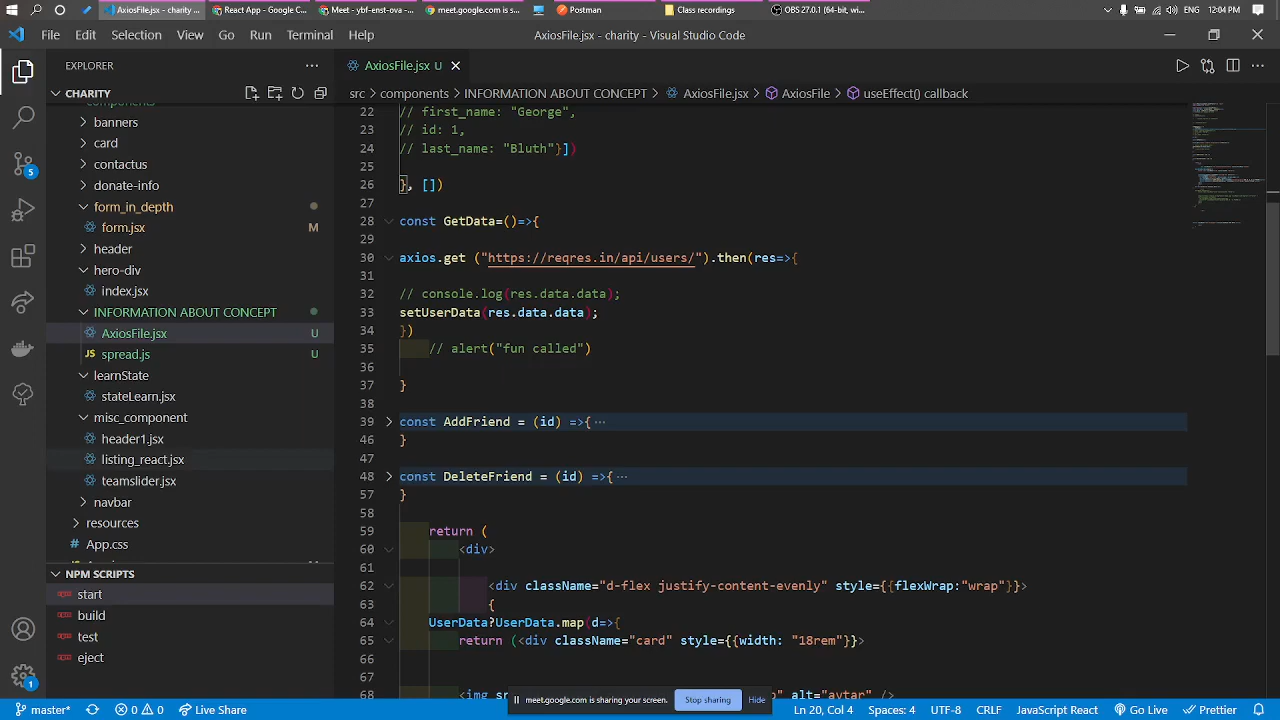 AxiosFile.jsx - charity ...
React App - Google C...
Meet - ybf-enst-ova - ...
meet.google.com is s...
Postman
Class recordings
OBS 27.0.1 (64-bit, wi...
ENG
12:04 PM
File Edit Selection View Go Run Terminal Help
AxiosFile.jsx - charity - Visual Studio Code
EXPLORER
CHARITY
components
banners
card
contactus
donate-info
form_in_depth
form.jsx M
header
hero-div
index.jsx
INFORMATION ABOUT CONCEPT
AxiosFile.jsx U
JS spread.js U
learnState
stateLearn.jsx
misc_component
header1.jsx
listing_react.jsx
teamslider.jsx
navbar
resources
App.css
NPM SCRIPTS
start
build
test
eject
5
1
AxiosFile.jsx U
src > components > INFORMATION ABOUT CONCEPT > AxiosFile.jsx > AxiosFile > useEffect() callback
22 // first_name: "George",
23 // id: 1,
24 // last_name: "Bluth"}])
25
26 }, [])
27
28 const GetData=()=>{
29
30 axios.get ("https://reqres.in/api/users/").then(res=>{
31
32 // console.log(res.data.data);
33 setUserData(res.data.data);
34 })
35 // alert("fun called")
36
37 }
38
39 const AddFriend = (id) =>{ ...
46 }
47
48 const DeleteFriend = (id) =>{ ...
57 }
58
59 return (
60 <div>
61
62 <div className="d-flex justify-content-evenly" style={{flexWrap:"wrap"}}>
63 {
64 UserData?UserData.map(d=>{
65 return (<div className="card" style={{width: "18rem"}}>
66
67
68 <img sr
p" alt="avtar" />
meet.google.com is sharing your screen. Stop sharing Hide
master* 0 0 Live Share
Ln 20, Col 4 Spaces: 4 UTF-8 CRLF JavaScript React Go Live Prettier